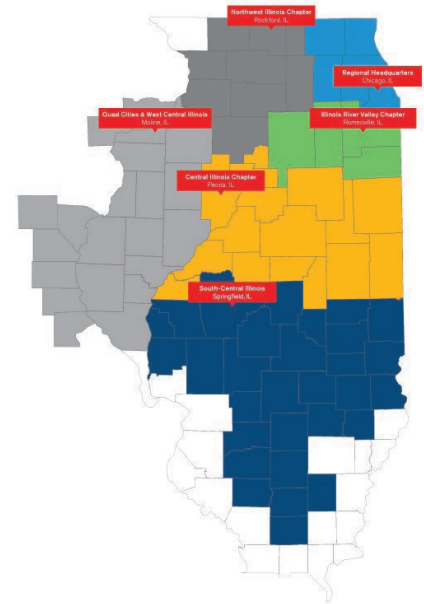 Northwest Illinois Chapter
Rockford, IL
Regional Headquarters
Chicago, IL
Quad Cities & West Central Illinois
Moline, IL
Illinois River Valley Chapter
Romeoville, IL
Central Illinois Chapter
Peoria, IL
South-Central Illinois
Springfield, IL